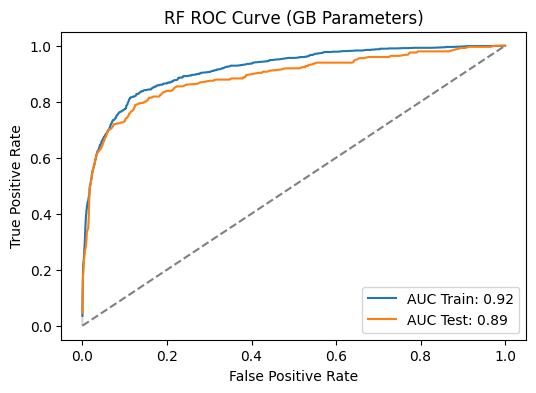 RF ROC Curve (GB Parameters)
1.0
0.8
0.6
0.4
0.2
0.0
True Positive Rate
AUC Train: 0.92
AUC Test: 0.89
0.0 0.2 0.4 0.6 0.8 1.0
False Positive Rate